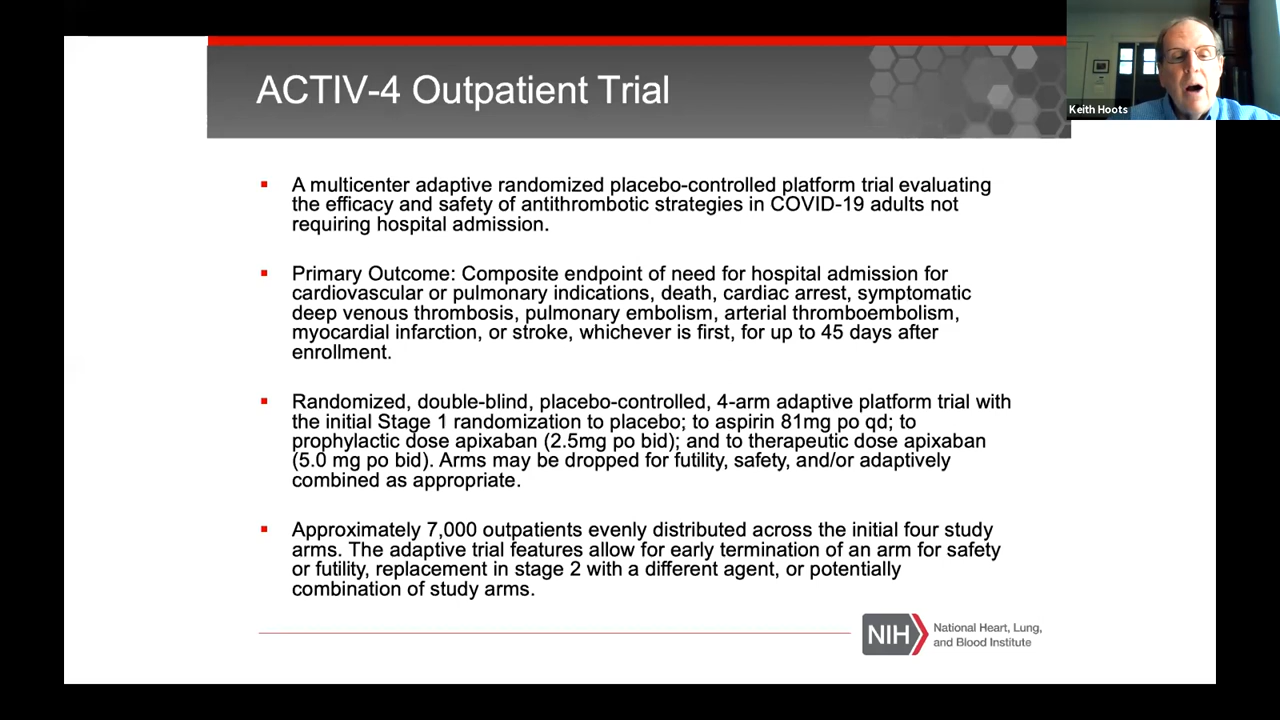 ACTIV-4 Outpatient Trial
Keith Hoots
▪ A multicenter adaptive randomized placebo-controlled platform trial evaluating
the efficacy and safety of antithrombotic strategies in COVID-19 adults not
requiring hospital admission.
▪ Primary Outcome: Composite endpoint of need for hospital admission for
cardiovascular or pulmonary indications, death, cardiac arrest, symptomatic
deep venous thrombosis, pulmonary embolism, arterial thromboembolism,
myocardial infarction, or stroke, whichever is first, for up to 45 days after
enrollment.
▪ Randomized, double-blind, placebo-controlled, 4-arm adaptive platform trial with
the initial Stage 1 randomization to placebo; to aspirin 81mg po qd; to
prophylactic dose apixaban (2.5mg po bid); and to therapeutic dose apixaban
(5.0 mg po bid). Arms may be dropped for futility, safety, and/or adaptively
combined as appropriate.
▪ Approximately 7,000 outpatients evenly distributed across the initial four study
arms. The adaptive trial features allow for early termination of an arm for safety
or futility, replacement in stage 2 with a different agent, or potentially
combination of study arms.
NIH
National Heart, Lung,
and Blood Institute